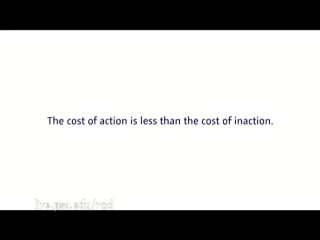 The cost of action is less than the cost of inaction.